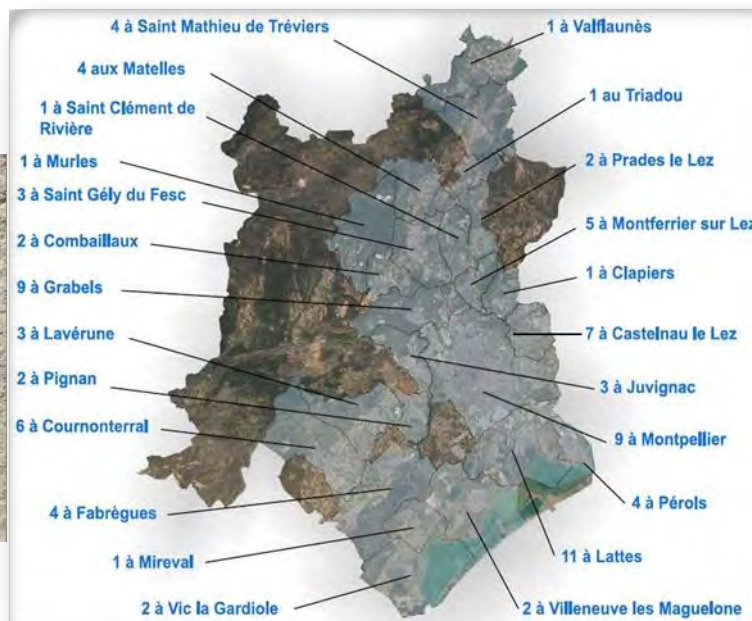 4 à Saint Mathieu de Tréviers
4 aux Matelles
1 à Saint Clément de
Rivière
1 à Murles
3 à Saint Gély du Fesc
2 à Combaillaux
9 à Grabels
3 à Lavérune
2 à Pignan
6 à Cournonterral
4 à Fabrègues
1 à Mireval
2 à Vic la Gardiole
1 à Valflaunès
1 au Triadou
2 à Prades le Lez
5 à Montferrier sur Lez
1 à Clapiers
7 à Castelnau le Lez
3 à Juvignac
9 à Montpellier
4 à Pérols
11 à Lattes
2 à Villeneuve les Maguelone